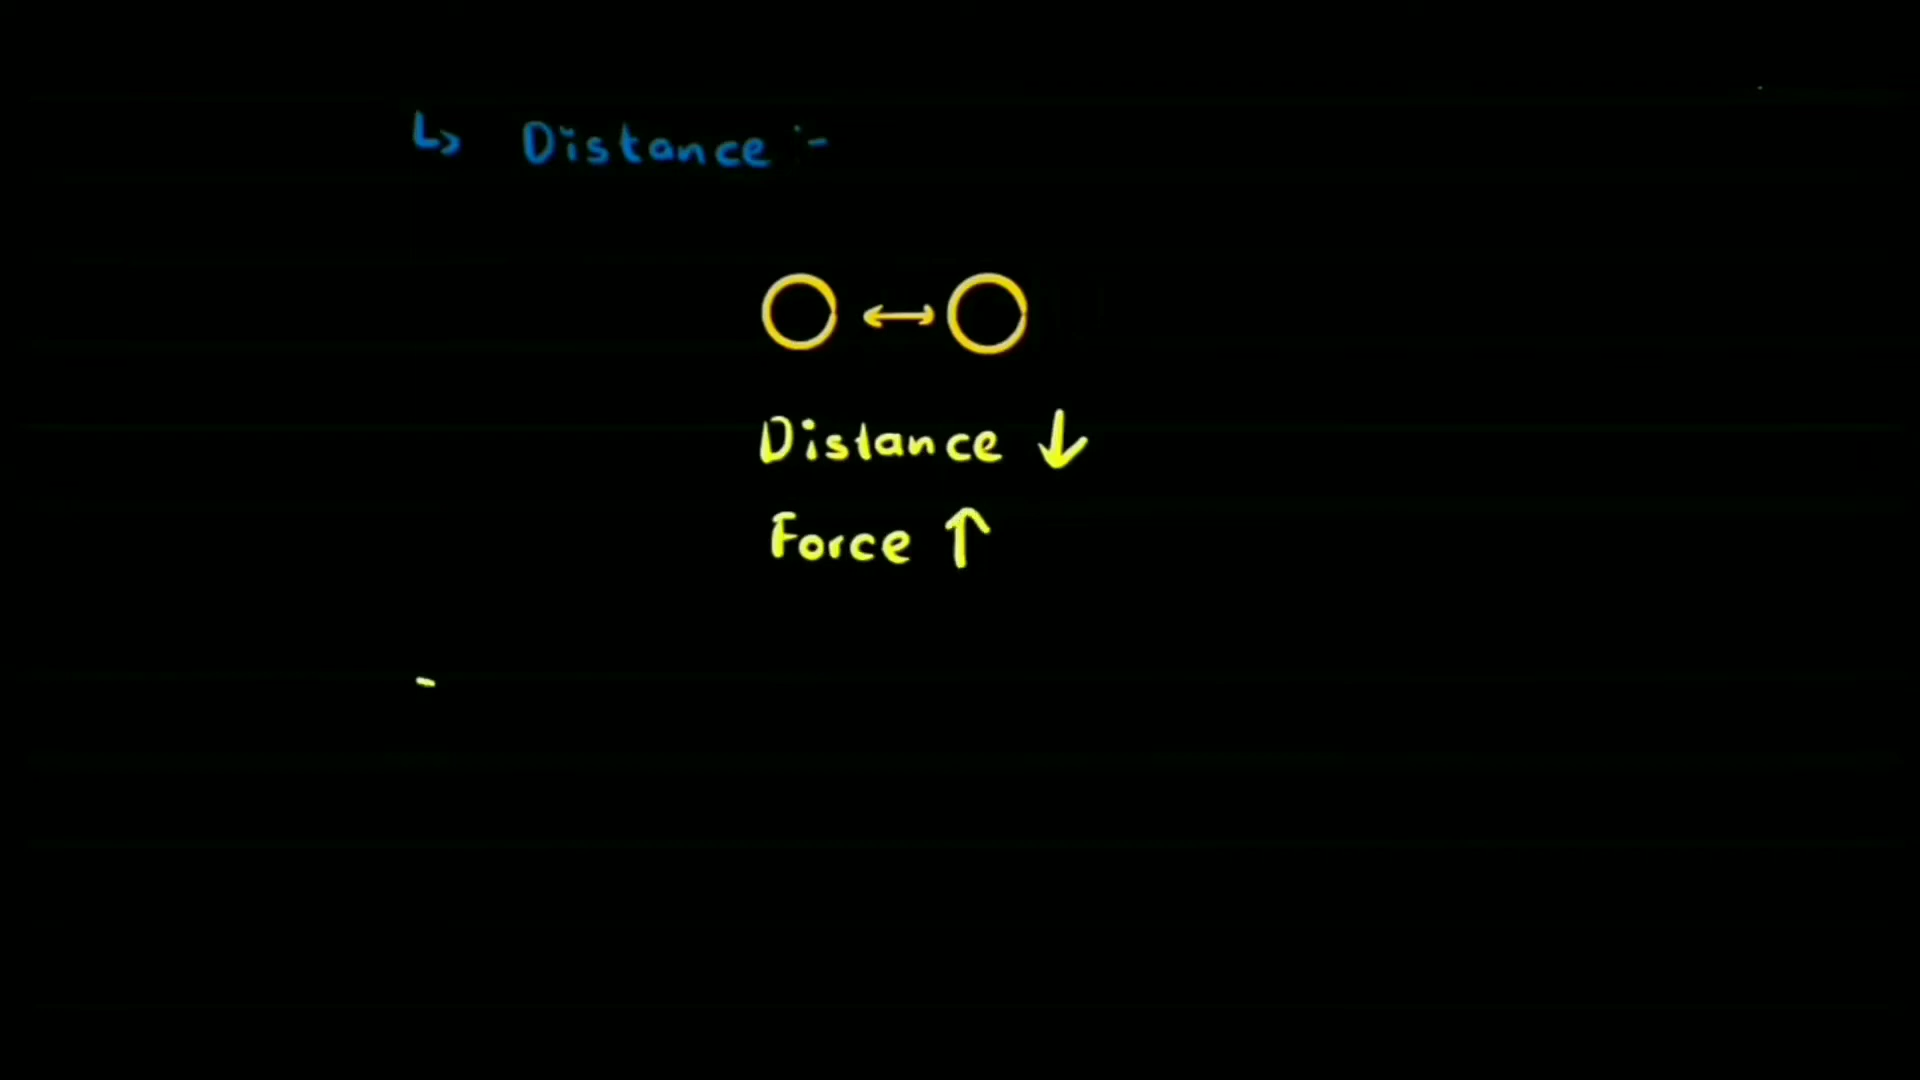 ↳ Distance :-
Distance ↓
Force ↑
-